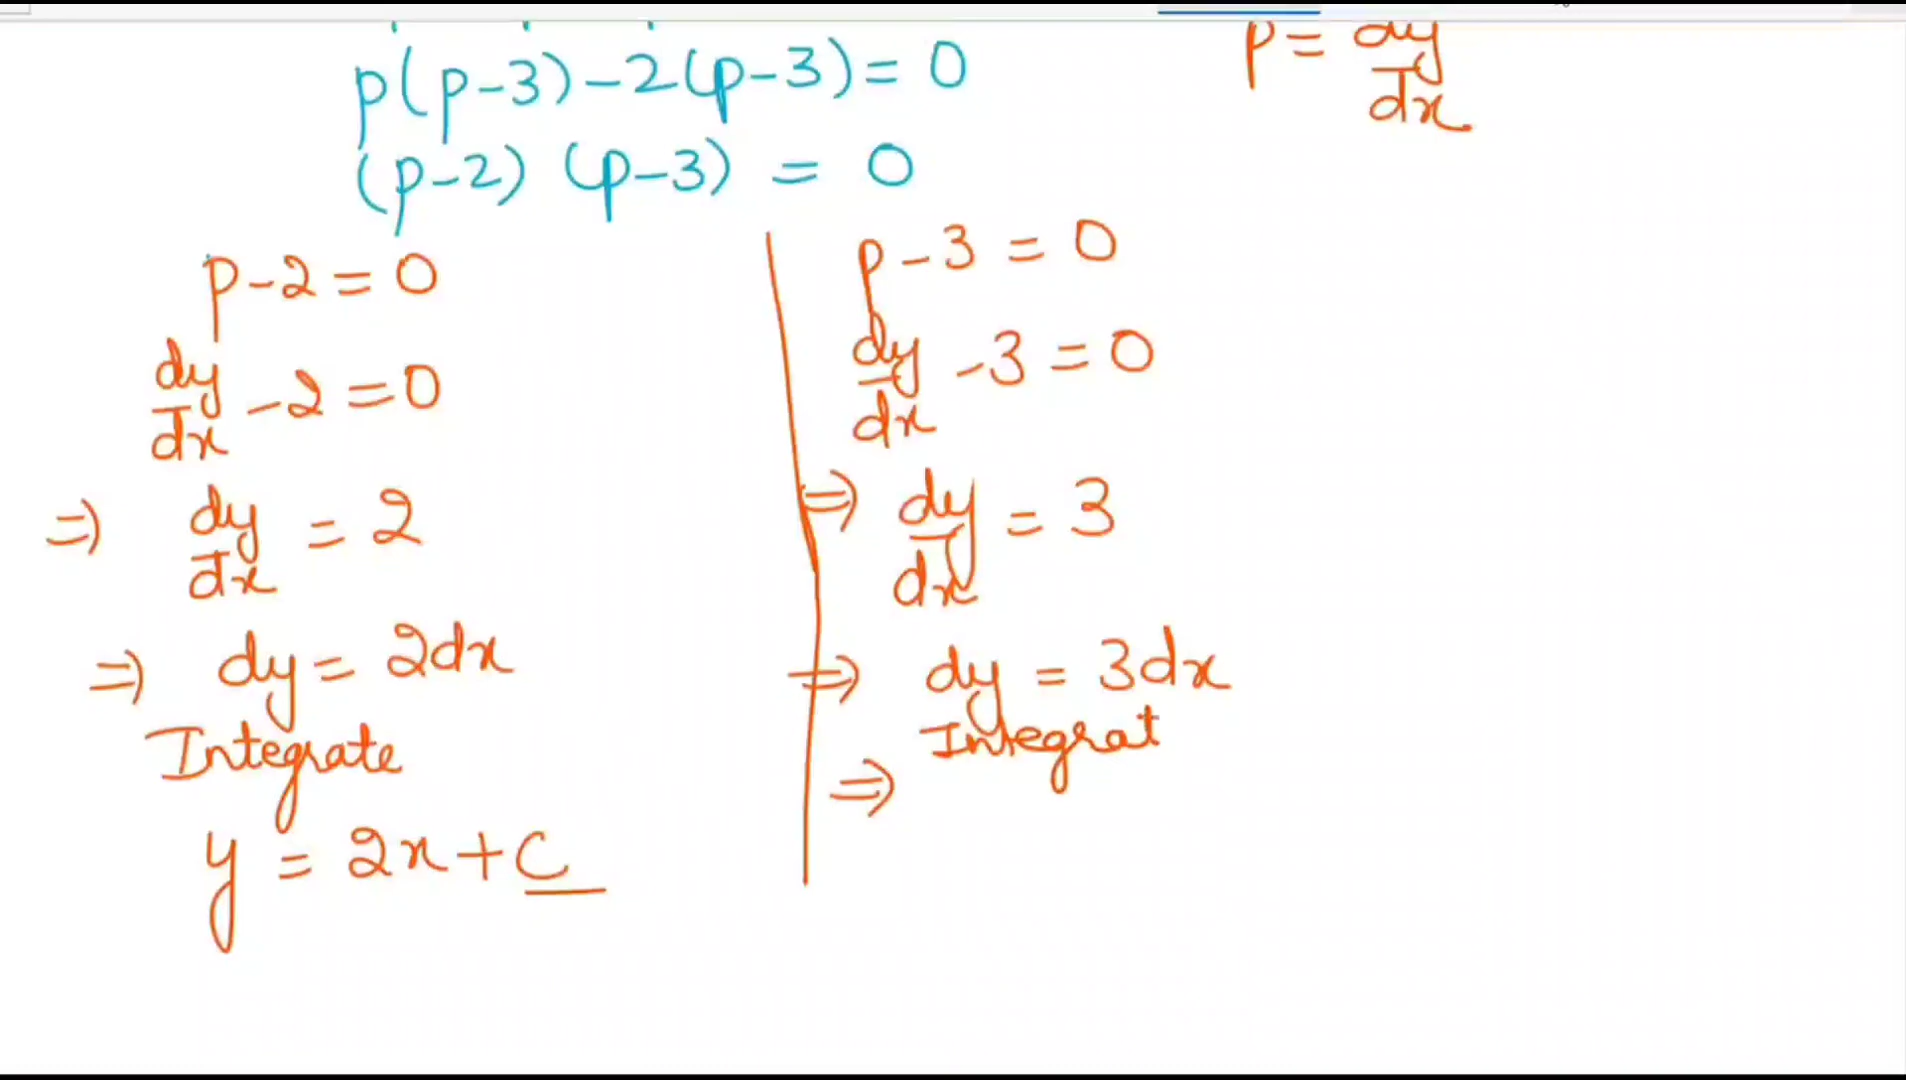 p(p-3)-2(p-3)=0
p = dy/dx
(p-2) (p-3) = 0
p-2=0
dy/dx -2=0
⇒ dy/dx = 2
⇒ dy = 2dx
Integrate
y = 2x+c
p-3 = 0
dy/dx -3=0
⇒ dy/dx = 3
⇒ dy = 3dx
Integrat
⇒